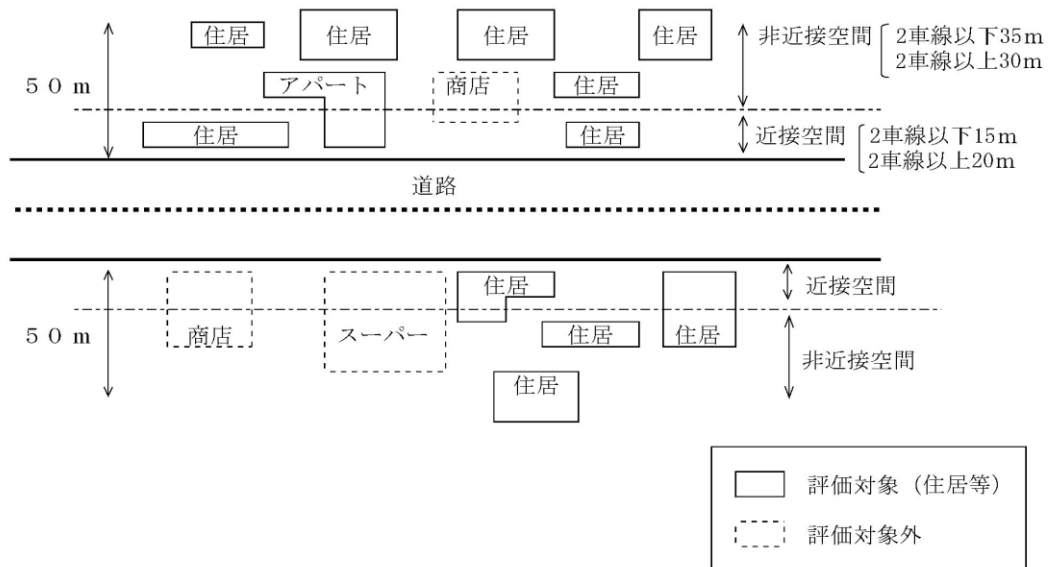 住居
住居
住居
住居
非近接空間
2車線以下35m
2車線以上30m
50m
アパート
商店
住居
住居
住居
近接空間
2車線以下15m
2車線以上20m
道路
住居
近接空間
50m
商店
スーパー
住居
住居
非近接空間
住居
評価対象（住居等）
評価対象外